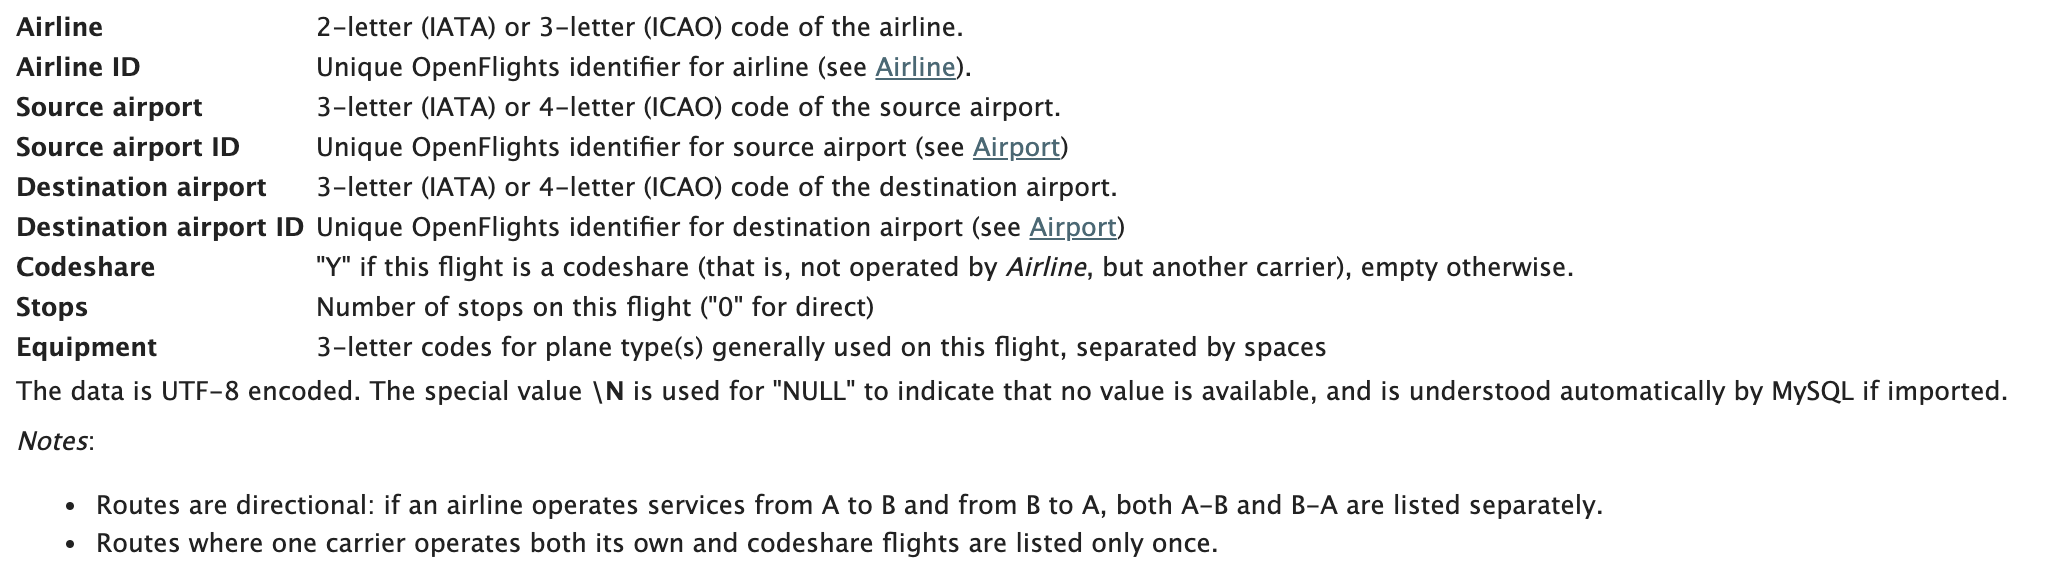 Airline 2-letter (IATA) or 3-letter (ICAO) code of the airline.
Airline ID Unique OpenFlights identifier for airline (see Airline).
Source airport 3-letter (IATA) or 4-letter (ICAO) code of the source airport.
Source airport ID Unique OpenFlights identifier for source airport (see Airport)
Destination airport 3-letter (IATA) or 4-letter (ICAO) code of the destination airport.
Destination airport ID Unique OpenFlights identifier for destination airport (see Airport)
Codeshare "Y" if this flight is a codeshare (that is, not operated by Airline, but another carrier), empty otherwise.
Stops Number of stops on this flight ("0" for direct)
Equipment 3-letter codes for plane type(s) generally used on this flight, separated by spaces
The data is UTF-8 encoded. The special value \N is used for "NULL" to indicate that no value is available, and is understood automatically by MySQL if imported.
Notes:
• Routes are directional: if an airline operates services from A to B and from B to A, both A-B and B-A are listed separately.
• Routes where one carrier operates both its own and codeshare flights are listed only once.